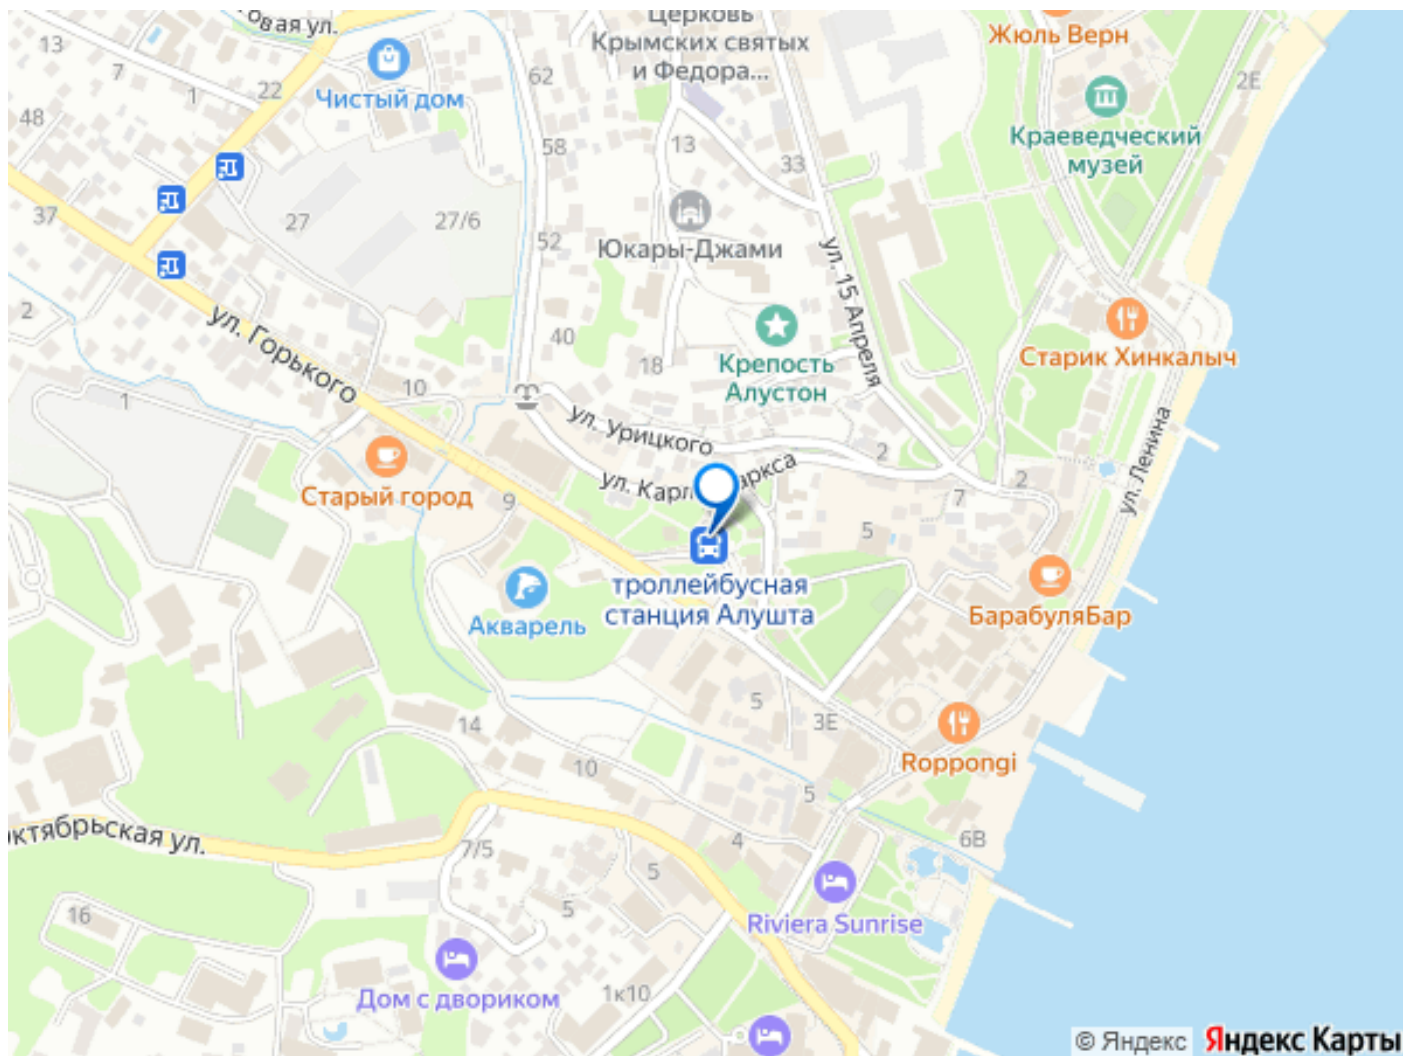 овая ул.
Церковь
Крымских святых
и Федора...
Жюль Верн
13
7
1
22
48
Чистый дом
62
2Е
Краеведческий
музей
58
13
33
37
27
27/6
52
Юкары-Джами
ул. 15 Апреля
2
ул. Горького
40
18
Крепость
Алустон
Старик Хинкалыч
10
1
ул. Урицкого
2
ул. Ленина
Старый город
9
ул. Карл
аркса
7
2
5
троллейбусная
станция Алушта
Акварель
БарабуляБар
5
3Е
14
Roppongi
10
5
ктябрьская ул.
7/5
4
6В
5
16
5
Riviera Sunrise
Дом с двориком
1к10
© Яндекс
Яндекс Карты